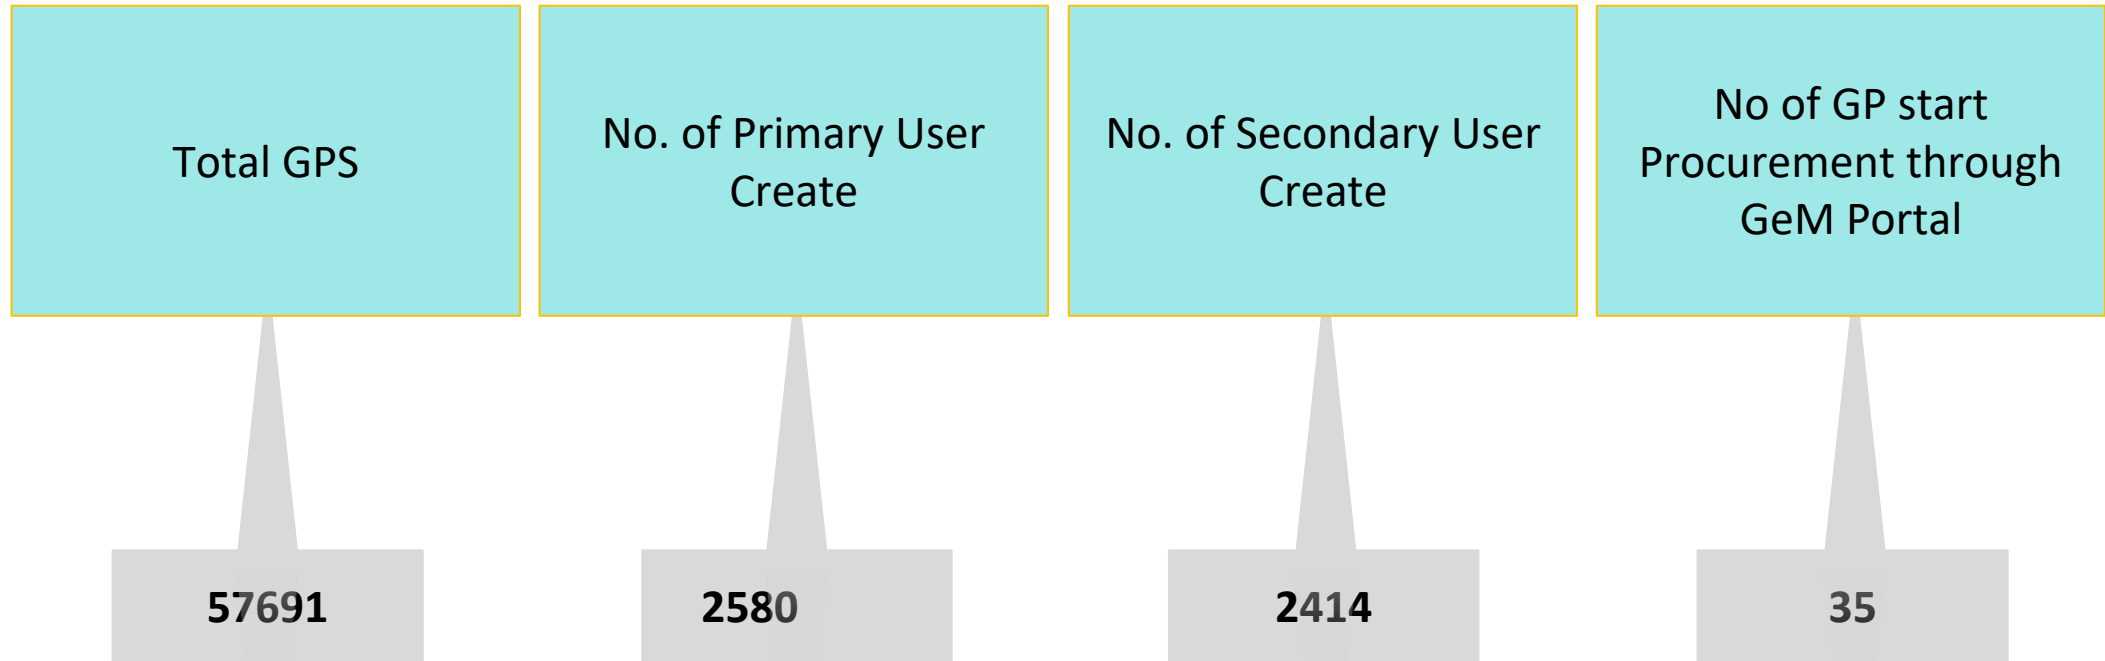 Total GPS
No. of Primary User
Create
No. of Secondary User
Create
No of GP start
Procurement through
GeM Portal
57691
2580
2414
35